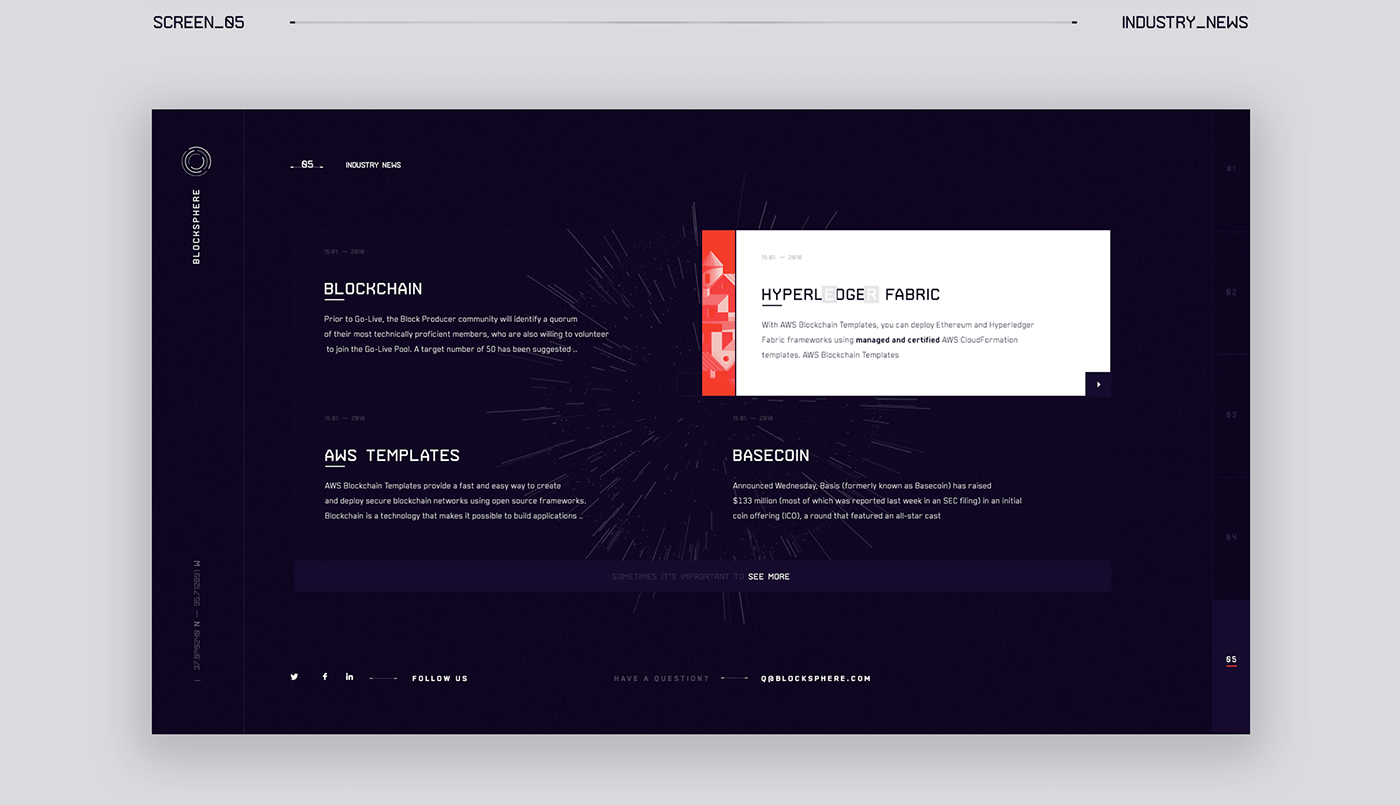 SCREEN_05
INDUSTRY_NEWS
BLOCKSPHERE
05
INDUSTRY NEWS
01
02
03
04
05
15.01. — 2018
BLOCKCHAIN
Prior to Go-Live, the Block Producer community will identify a quorum
of their most technically proficient members, who are also willing to volunteer
to join the Go-Live Pool. A target number of 50 has been suggested ..
15.01. — 2018
HYPERLEDGER FABRIC
With AWS Blockchain Templates, you can deploy Ethereum and Hyperledger
Fabric frameworks using managed and certified AWS CloudFormation
templates. AWS Blockchain Templates
15.01. — 2018
AWS TEMPLATES
AWS Blockchain Templates provide a fast and easy way to create
and deploy secure blockchain networks using open source frameworks.
Blockchain is a technology that makes it possible to build applications ..
15.01. — 2018
BASECOIN
Announced Wednesday, Basis (formerly known as Basecoin) has raised
$133 million (most of which was reported last week in an SEC filing) in an initial
coin offering (ICO), a round that featured an all-star cast
SOMETIMES IT'S IMPRORTANT TO SEE MORE
FOLLOW US
HAVE A QUESTION?
Q@BLOCKSPHERE.COM